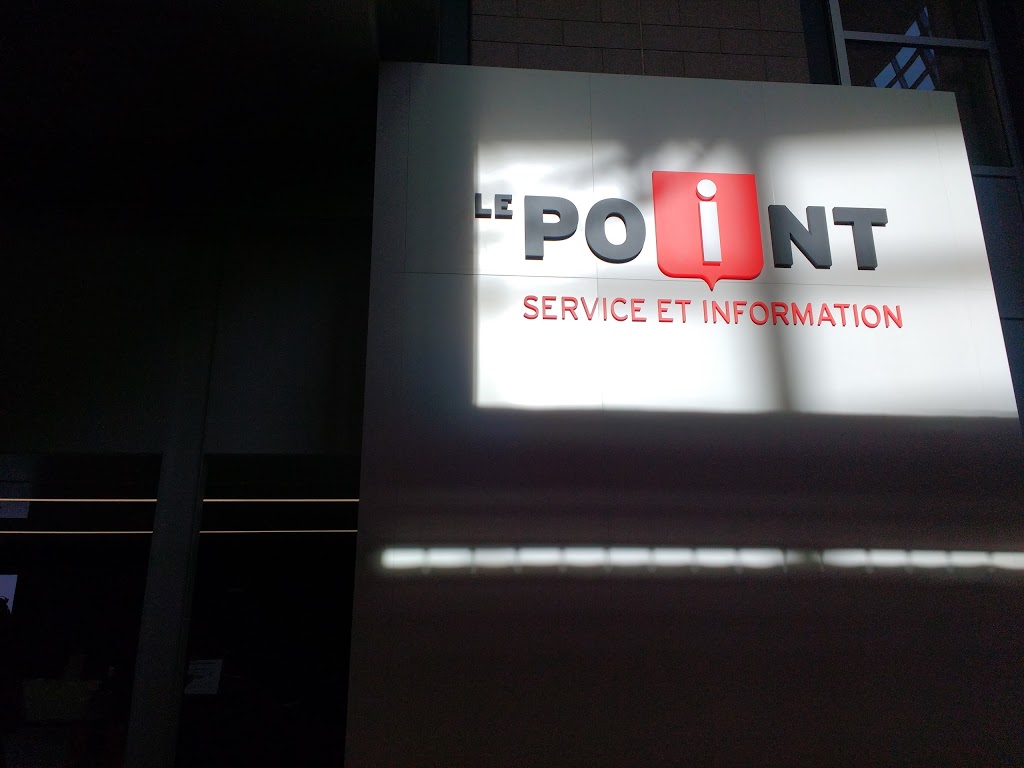 LE POiNT
SERVICE ET INFORMATION